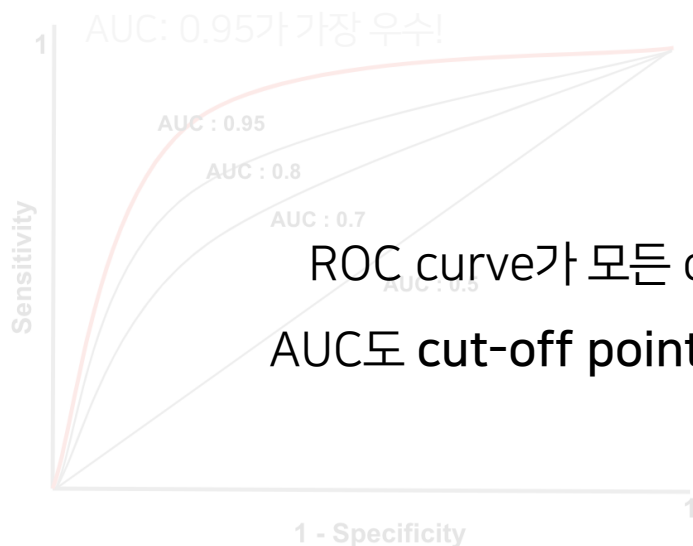 AUC: 0.95가 가장 우수!
1
AUC : 0.95
AUC : 0.8
AUC : 0.7
Sensitivity
ROC curve가 모든
AUC : 0.5
AUC도 cut-off point
1
1 - Specificity